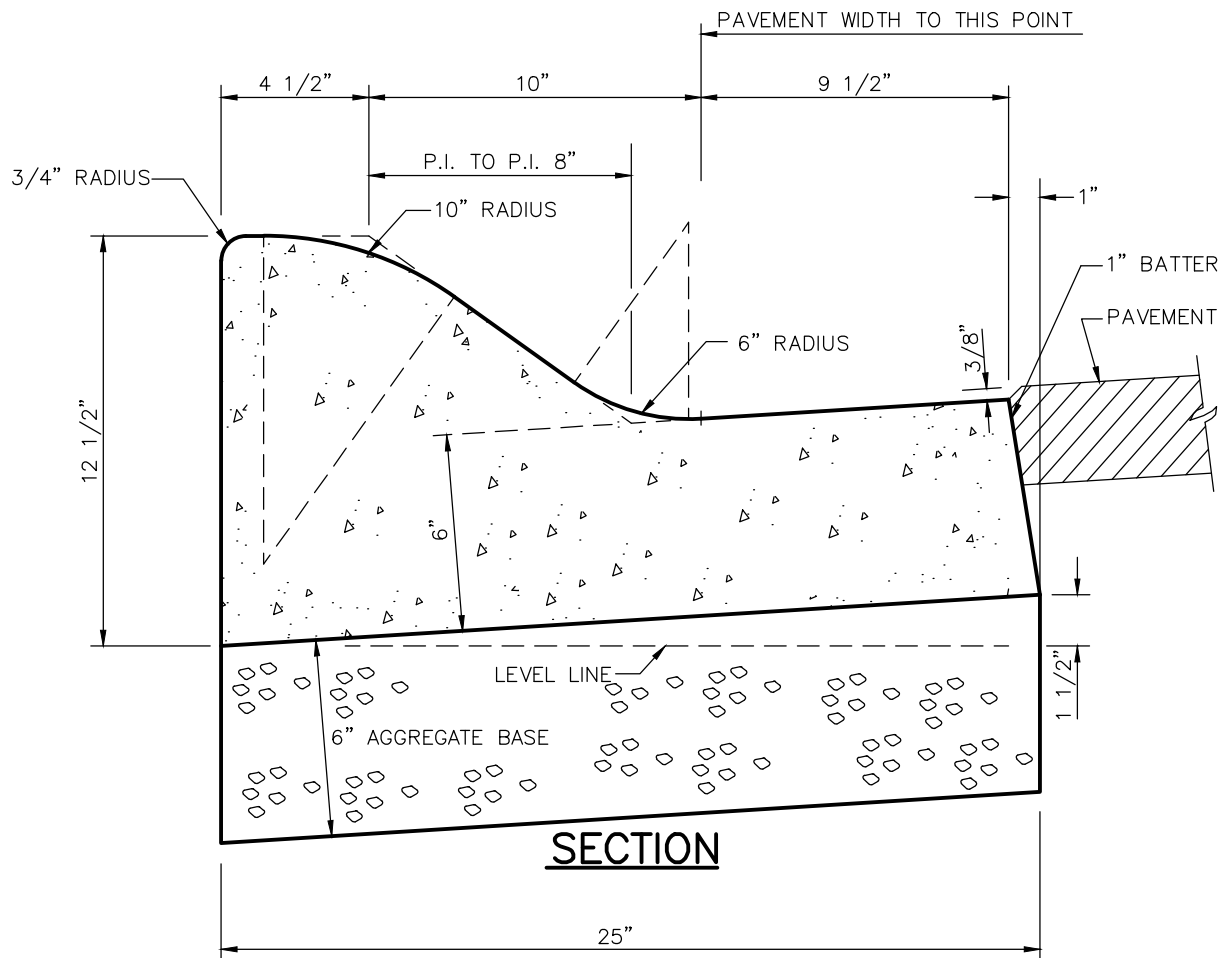 PAVEMENT WIDTH TO THIS POINT
4 1/2”
10”
9 1/2”
P.I. TO P.I. 8”
3/4” RADIUS
10” RADIUS
1”
1” BATTER
PAVEMENT
3/8”
6” RADIUS
12 1/2”
6”
LEVEL LINE
1 1/2”
6” AGGREGATE BASE
SECTION
25”